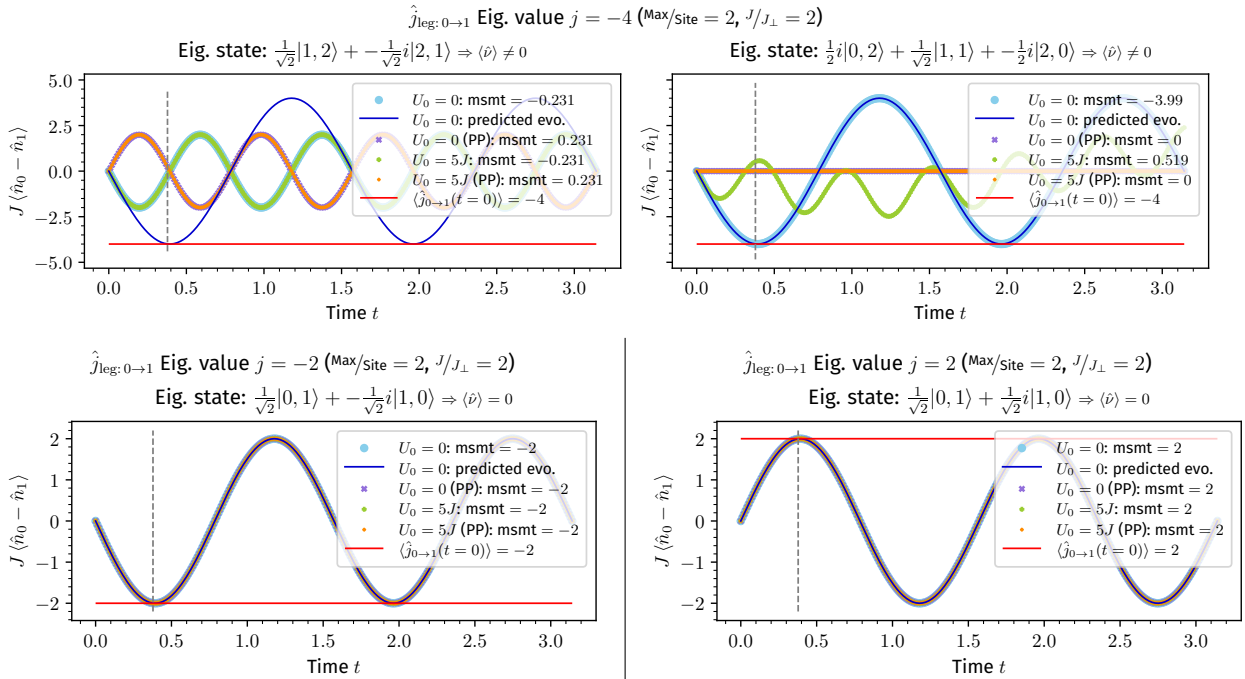 ĵ_leg: 0→1 Eig. value j = −4 (Max/Site = 2, J/J⊥ = 2)
Eig. state: 1/√2|1, 2⟩ + −1/√2 i|2, 1⟩ ⇒ ⟨ν̂⟩ ≠ 0
J ⟨n̂₀ − n̂₁⟩
5.0
2.5
0.0
−2.5
−5.0
U₀ = 0: msmt = −0.231
U₀ = 0: predicted evo.
U₀ = 0 (PP): msmt = 0.231
U₀ = 5J: msmt = −0.231
U₀ = 5J (PP): msmt = 0.231
⟨ĵ₀→₁(t = 0)⟩ = −4
0.0 0.5 1.0 1.5 2.0 2.5 3.0
Time t
1/2 i|0, 2⟩ + 1/√2|1, 1⟩ + −1/2 i|2, 0⟩ ⇒ ⟨ν̂⟩ ≠ 0
Eig. state:
J ⟨n̂₀ − n̂₁⟩
5.0
2.5
0.0
−2.5
−5.0
U₀ = 0: msmt = −3.99
U₀ = 0: predicted evo.
U₀ = 0 (PP): msmt = 0
U₀ = 5J: msmt = 0.519
U₀ = 5J (PP): msmt = 0
⟨ĵ₀→₁(t = 0)⟩ = −4
0.0 0.5 1.0 1.5 2.0 2.5 3.0
Time t
ĵ_leg: 0→1 Eig. value j = −2 (Max/Site = 2, J/J⊥ = 2)
Eig. state: 1/√2|0, 1⟩ + −1/√2 i|1, 0⟩ ⇒ ⟨ν̂⟩ = 0
J ⟨n̂₀ − n̂₁⟩
2
1
0
−1
−2
U₀ = 0: msmt = −2
U₀ = 0: predicted evo.
U₀ = 0 (PP): msmt = −2
U₀ = 5J: msmt = −2
U₀ = 5J (PP): msmt = −2
⟨ĵ₀→₁(t = 0)⟩ = −2
0.0 0.5 1.0 1.5 2.0 2.5 3.0
Time t
ĵ_leg: 0→1 Eig. value j = 2 (Max/Site = 2, J/J⊥ = 2)
Eig. state: 1/√2|0, 1⟩ + 1/√2 i|1, 0⟩ ⇒ ⟨ν̂⟩ = 0
J ⟨n̂₀ − n̂₁⟩
2
1
0
−1
−2
U₀ = 0: msmt = 2
U₀ = 0: predicted evo.
U₀ = 0 (PP): msmt = 2
U₀ = 5J: msmt = 2
U₀ = 5J (PP): msmt = 2
⟨ĵ₀→₁(t = 0)⟩ = 2
0.0 0.5 1.0 1.5 2.0 2.5 3.0
Time t